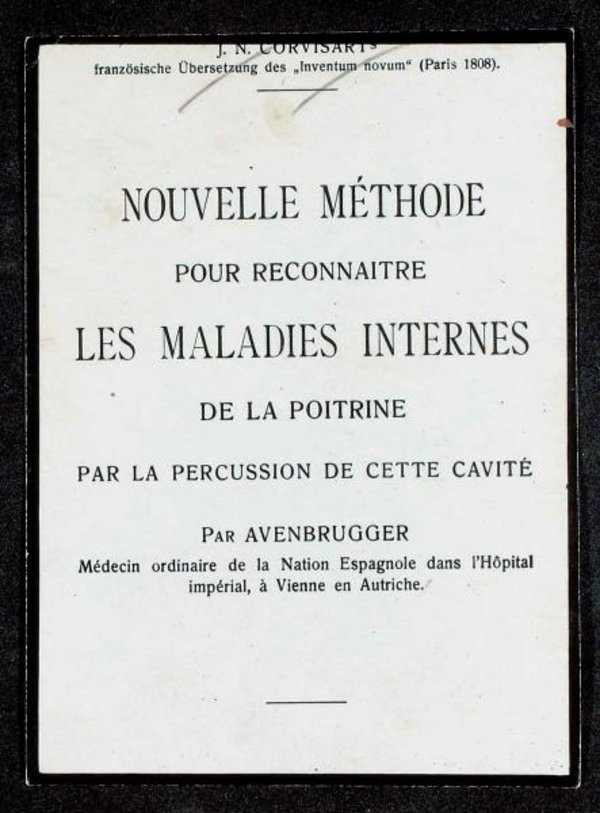 J. N. CORVISARTs
französische Übersetzung des „Inventum novum“ (Paris 1808).
NOUVELLE MÉTHODE
POUR RECONNAITRE
LES MALADIES INTERNES
DE LA POITRINE
PAR LA PERCUSSION DE CETTE CAVITÉ
PAR AVENBRUGGER
Médecin ordinaire de la Nation Espagnole dans l'Hôpital
impérial, à Vienne en Autriche.